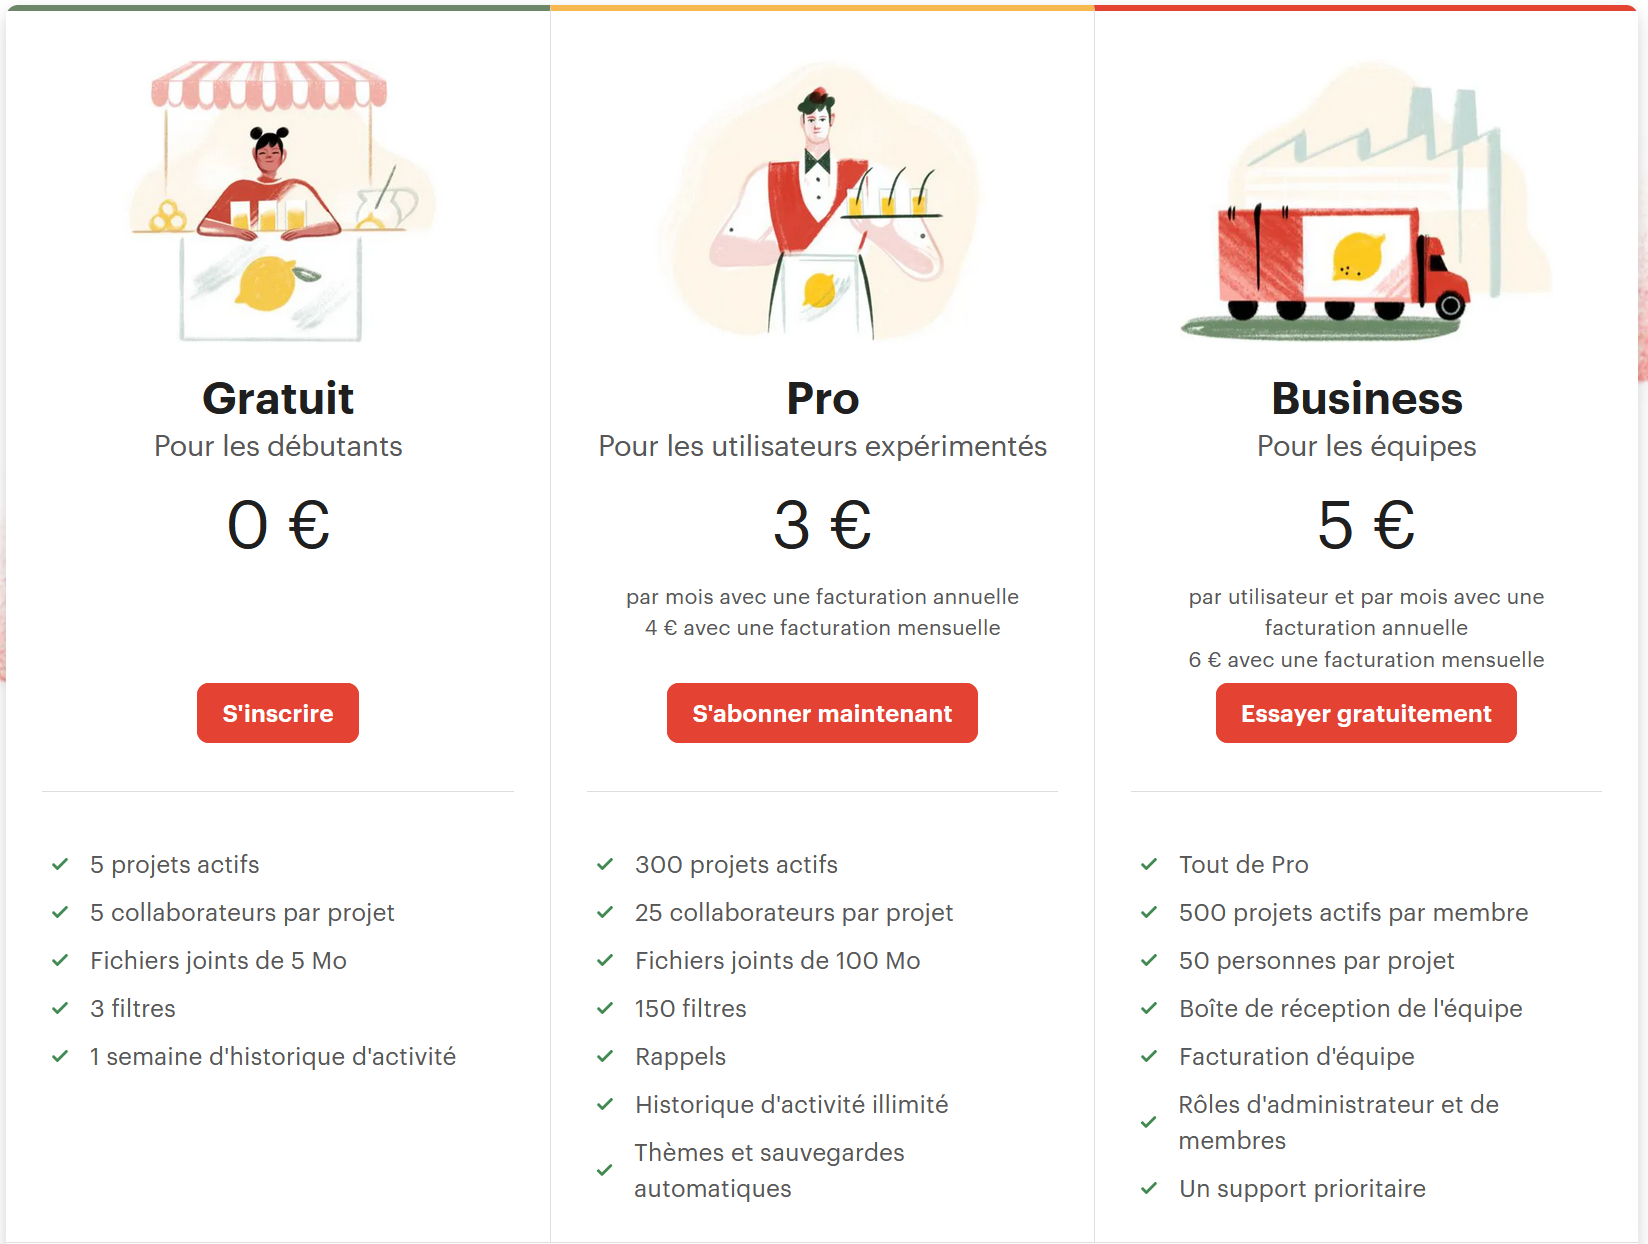 Gratuit
Pour les débutants
0 €
S'inscrire
5 projets actifs
5 collaborateurs par projet
Fichiers joints de 5 Mo
3 filtres
1 semaine d'historique d'activité
Pro
Pour les utilisateurs expérimentés
3 €
par mois avec une facturation annuelle
4 € avec une facturation mensuelle
S'abonner maintenant
300 projets actifs
25 collaborateurs par projet
Fichiers joints de 100 Mo
150 filtres
Rappels
Historique d'activité illimité
Thèmes et sauvegardes
automatiques
Business
Pour les équipes
5 €
par utilisateur et par mois avec une
facturation annuelle
6 € avec une facturation mensuelle
Essayer gratuitement
Tout de Pro
500 projets actifs par membre
50 personnes par projet
Boîte de réception de l'équipe
Facturation d'équipe
Rôles d'administrateur et de
membres
Un support prioritaire